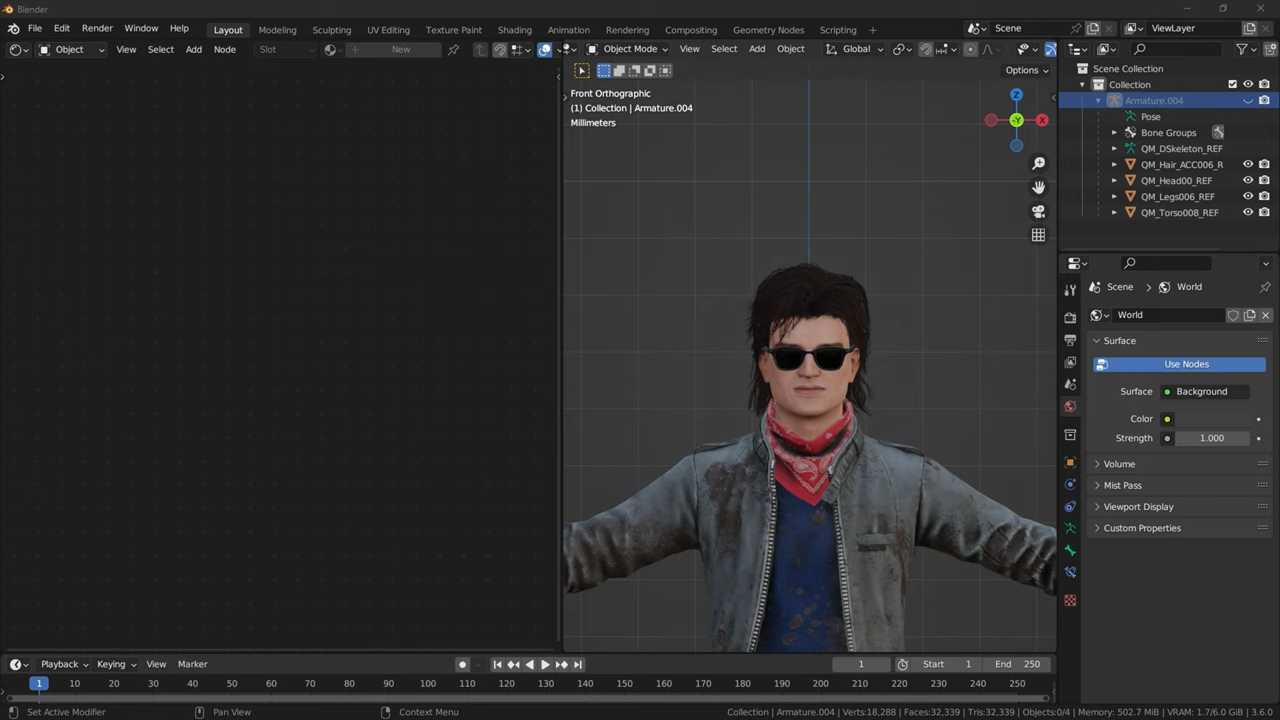 Blender
File Edit Render Window Help Layout Modeling Sculpting UV Editing Texture Paint Shading Animation Rendering Compositing Geometry Nodes Scripting + Scene ViewLayer
Object View Select Add Node Slot New Object Mode View Select Add Object Global
Options
Front Orthographic
(1) Collection | Armature.004
Millimeters
Z
-Y
X
Scene Collection
Collection
Armature.004
Pose
Bone Groups
QM_DSkeleton_REF
QM_Hair_ACC006_R
QM_Head00_REF
QM_Legs006_REF
QM_Torso008_REF
Scene > World
World
Surface
Use Nodes
Surface Background
Color
Strength 1.000
Volume
Mist Pass
Viewport Display
Custom Properties
Playback Keying View Marker 1 Start 1 End 250
1 10 20 30 40 50 60 70 80 90 100 110 120 130 140 150 160 170 180 190 200 210 220 230 240 250
Set Active Modifier Pan View Context Menu Collection | Armature.004 | Verts:18,288 | Faces:32,339 | Tris:32,339 | Objects:0/4 | Memory: 502.7 MiB | VRAM: 1.7/6.0 GiB | 3.6.0